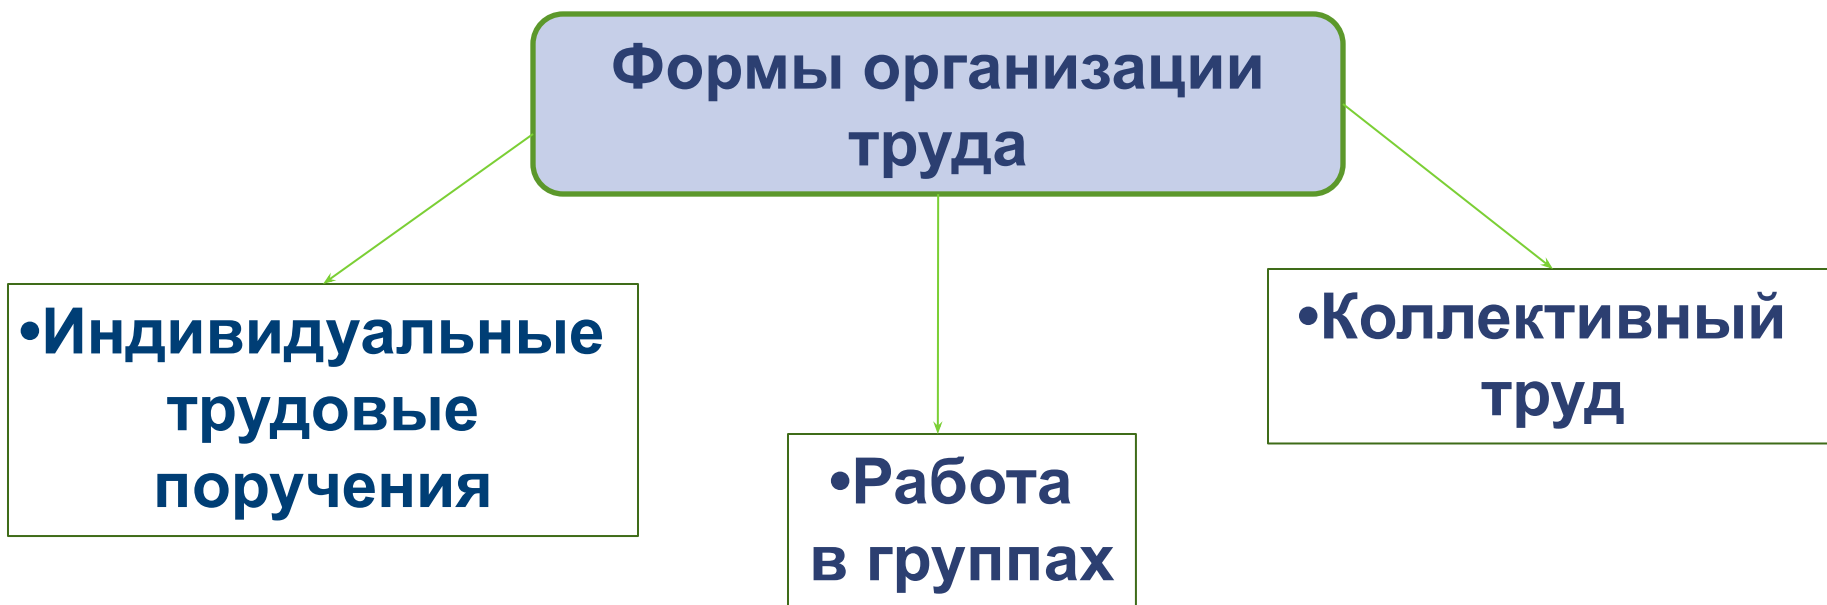 Формы организации
труда
•Индивидуальные
трудовые
поручения
•Работа
в группах
•Коллективный
труд